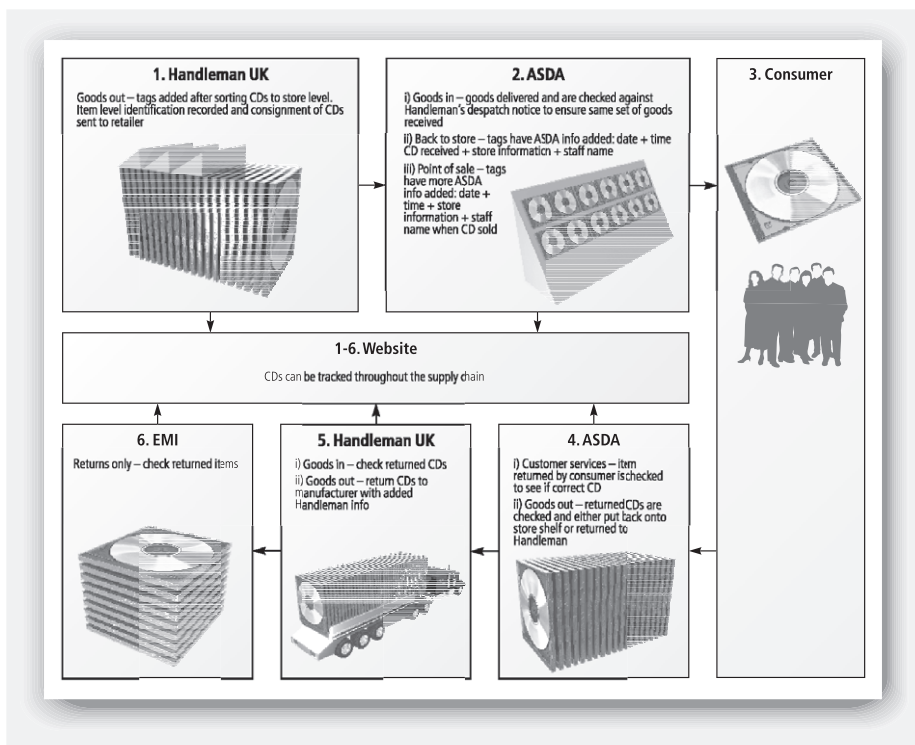 1. Handleman UK
Goods out – tags added after sorting CDs to store level.
Item level identification recorded and consignment of CDs
sent to retailer
2. ASDA
i) Goods in – goods delivered and are checked against
Handleman's despatch notice to ensure same set of goods
received
ii) Back to store – tags have ASDA info added: date + time
CD received + store information + staff name
iii) Point of sale – tags
have more ASDA
info added: date +
time + store
information + staff
name when CD sold
3. Consumer
1-6. Website
CDs can be tracked throughout the supply chain
6. EMI
Returns only – check returned items
5. Handleman UK
i) Goods in – check returned CDs
ii) Goods out – return CDs to
manufacturer with added
Handleman info
4. ASDA
i) Customer services – item
returned by consumer is checked
to see if correct CD
ii) Goods out – returned CDs are
checked and either put back onto
store shelf or returned to
Handleman